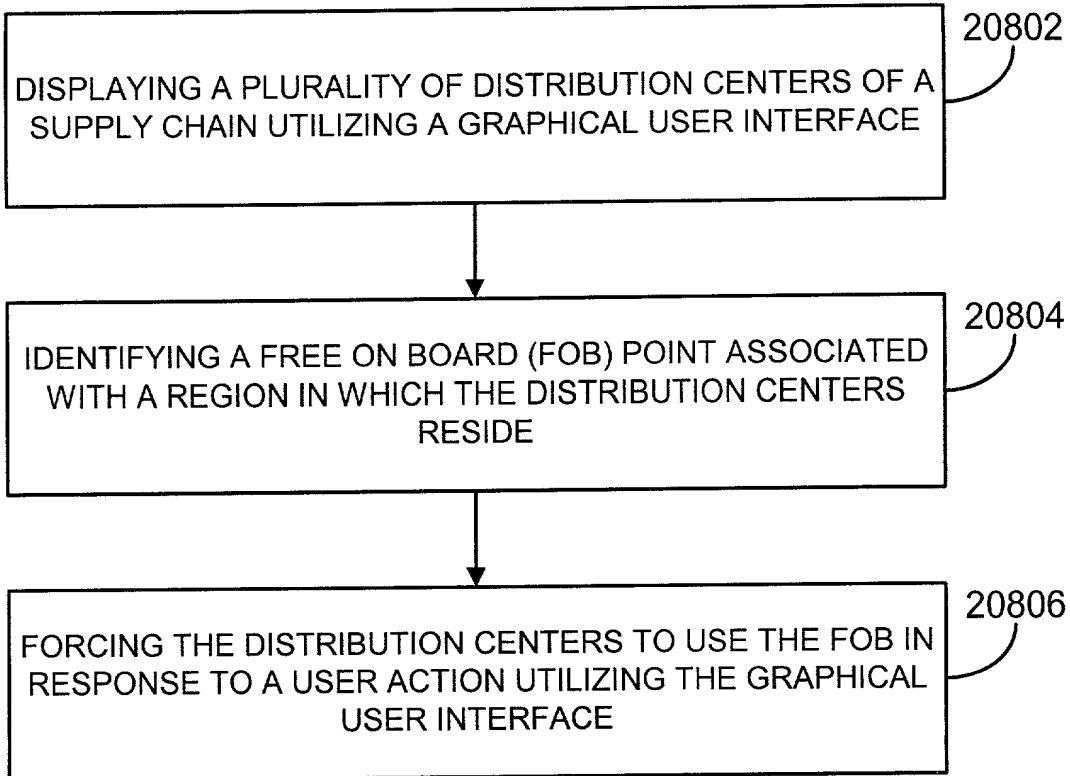 20802
DISPLAYING A PLURALITY OF DISTRIBUTION CENTERS OF A
SUPPLY CHAIN UTILIZING A GRAPHICAL USER INTERFACE
20804
IDENTIFYING A FREE ON BOARD (FOB) POINT ASSOCIATED
WITH A REGION IN WHICH THE DISTRIBUTION CENTERS
RESIDE
20806
FORCING THE DISTRIBUTION CENTERS TO USE THE FOB IN
RESPONSE TO A USER ACTION UTILIZING THE GRAPHICAL
USER INTERFACE